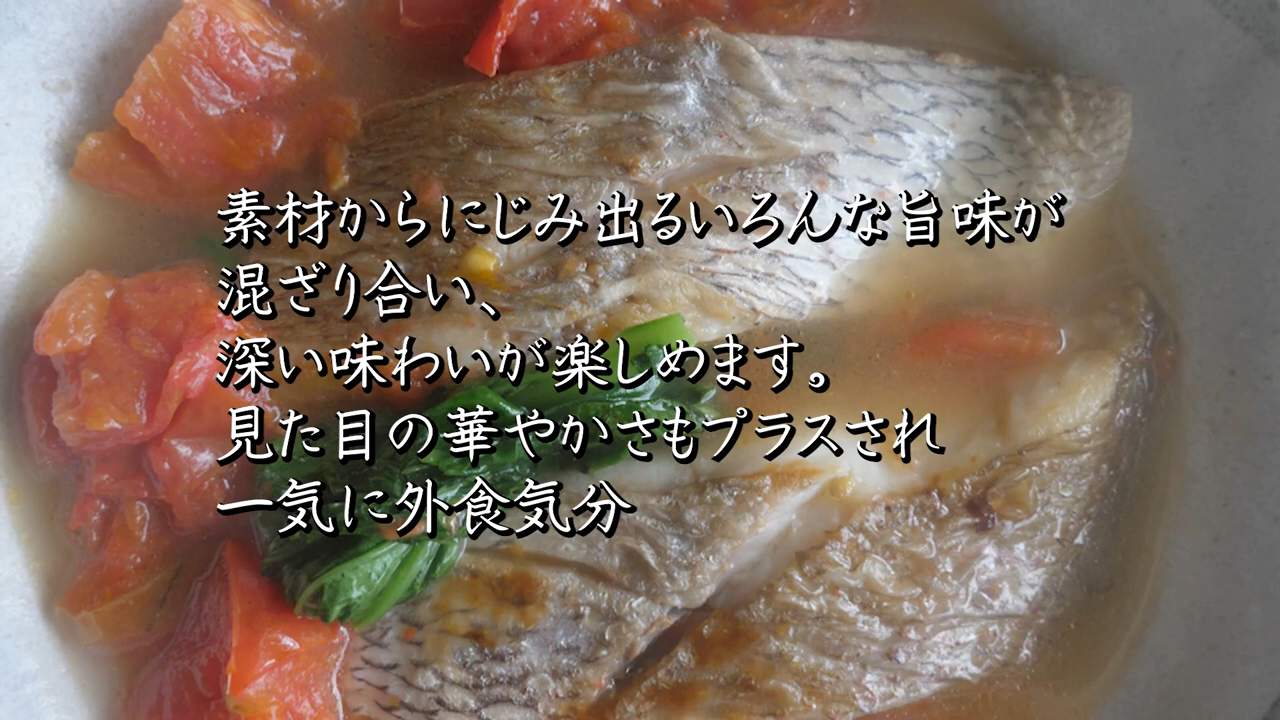 素材からにじみ出るいろんな旨味が
混ざり合い、
深い味わいが楽しめます。
見た目の華やかさもプラスされ
一気に外食気分